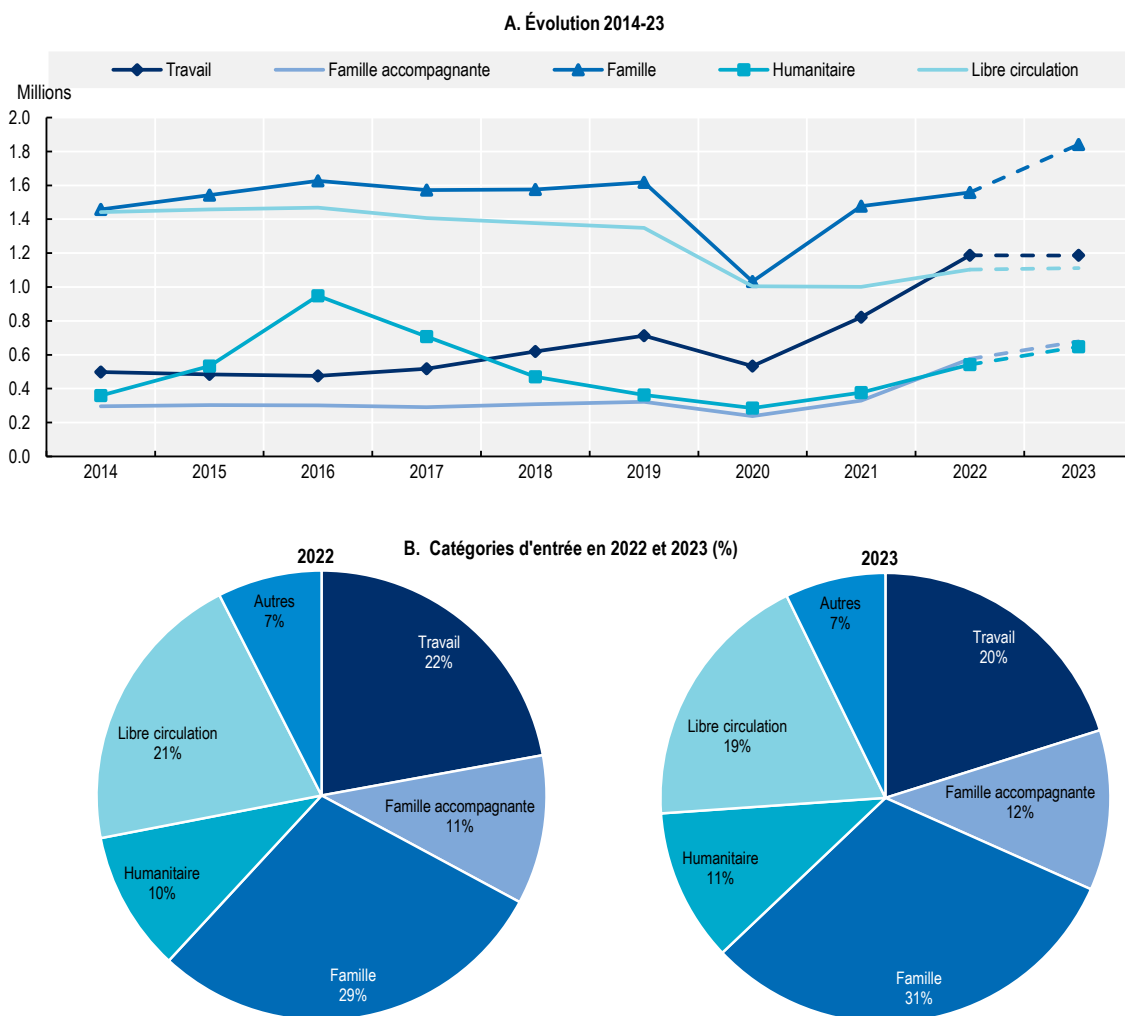 A. Évolution 2014-23
Travail Famille accompagnante Famille Humanitaire Libre circulation
Millions
2.0
1.8
1.6
1.4
1.2
1.0
0.8
0.6
0.4
0.2
0.0
2014 2015 2016 2017 2018 2019 2020 2021 2022 2023
B. Catégories d'entrée en 2022 et 2023 (%)
2022
Autres
7%
Travail
22%
Libre circulation
21%
Famille accompagnante
11%
Humanitaire
10%
Famille
29%
2023
Autres
7%
Travail
20%
Libre circulation
19%
Famille accompagnante
12%
Humanitaire
11%
Famille
31%